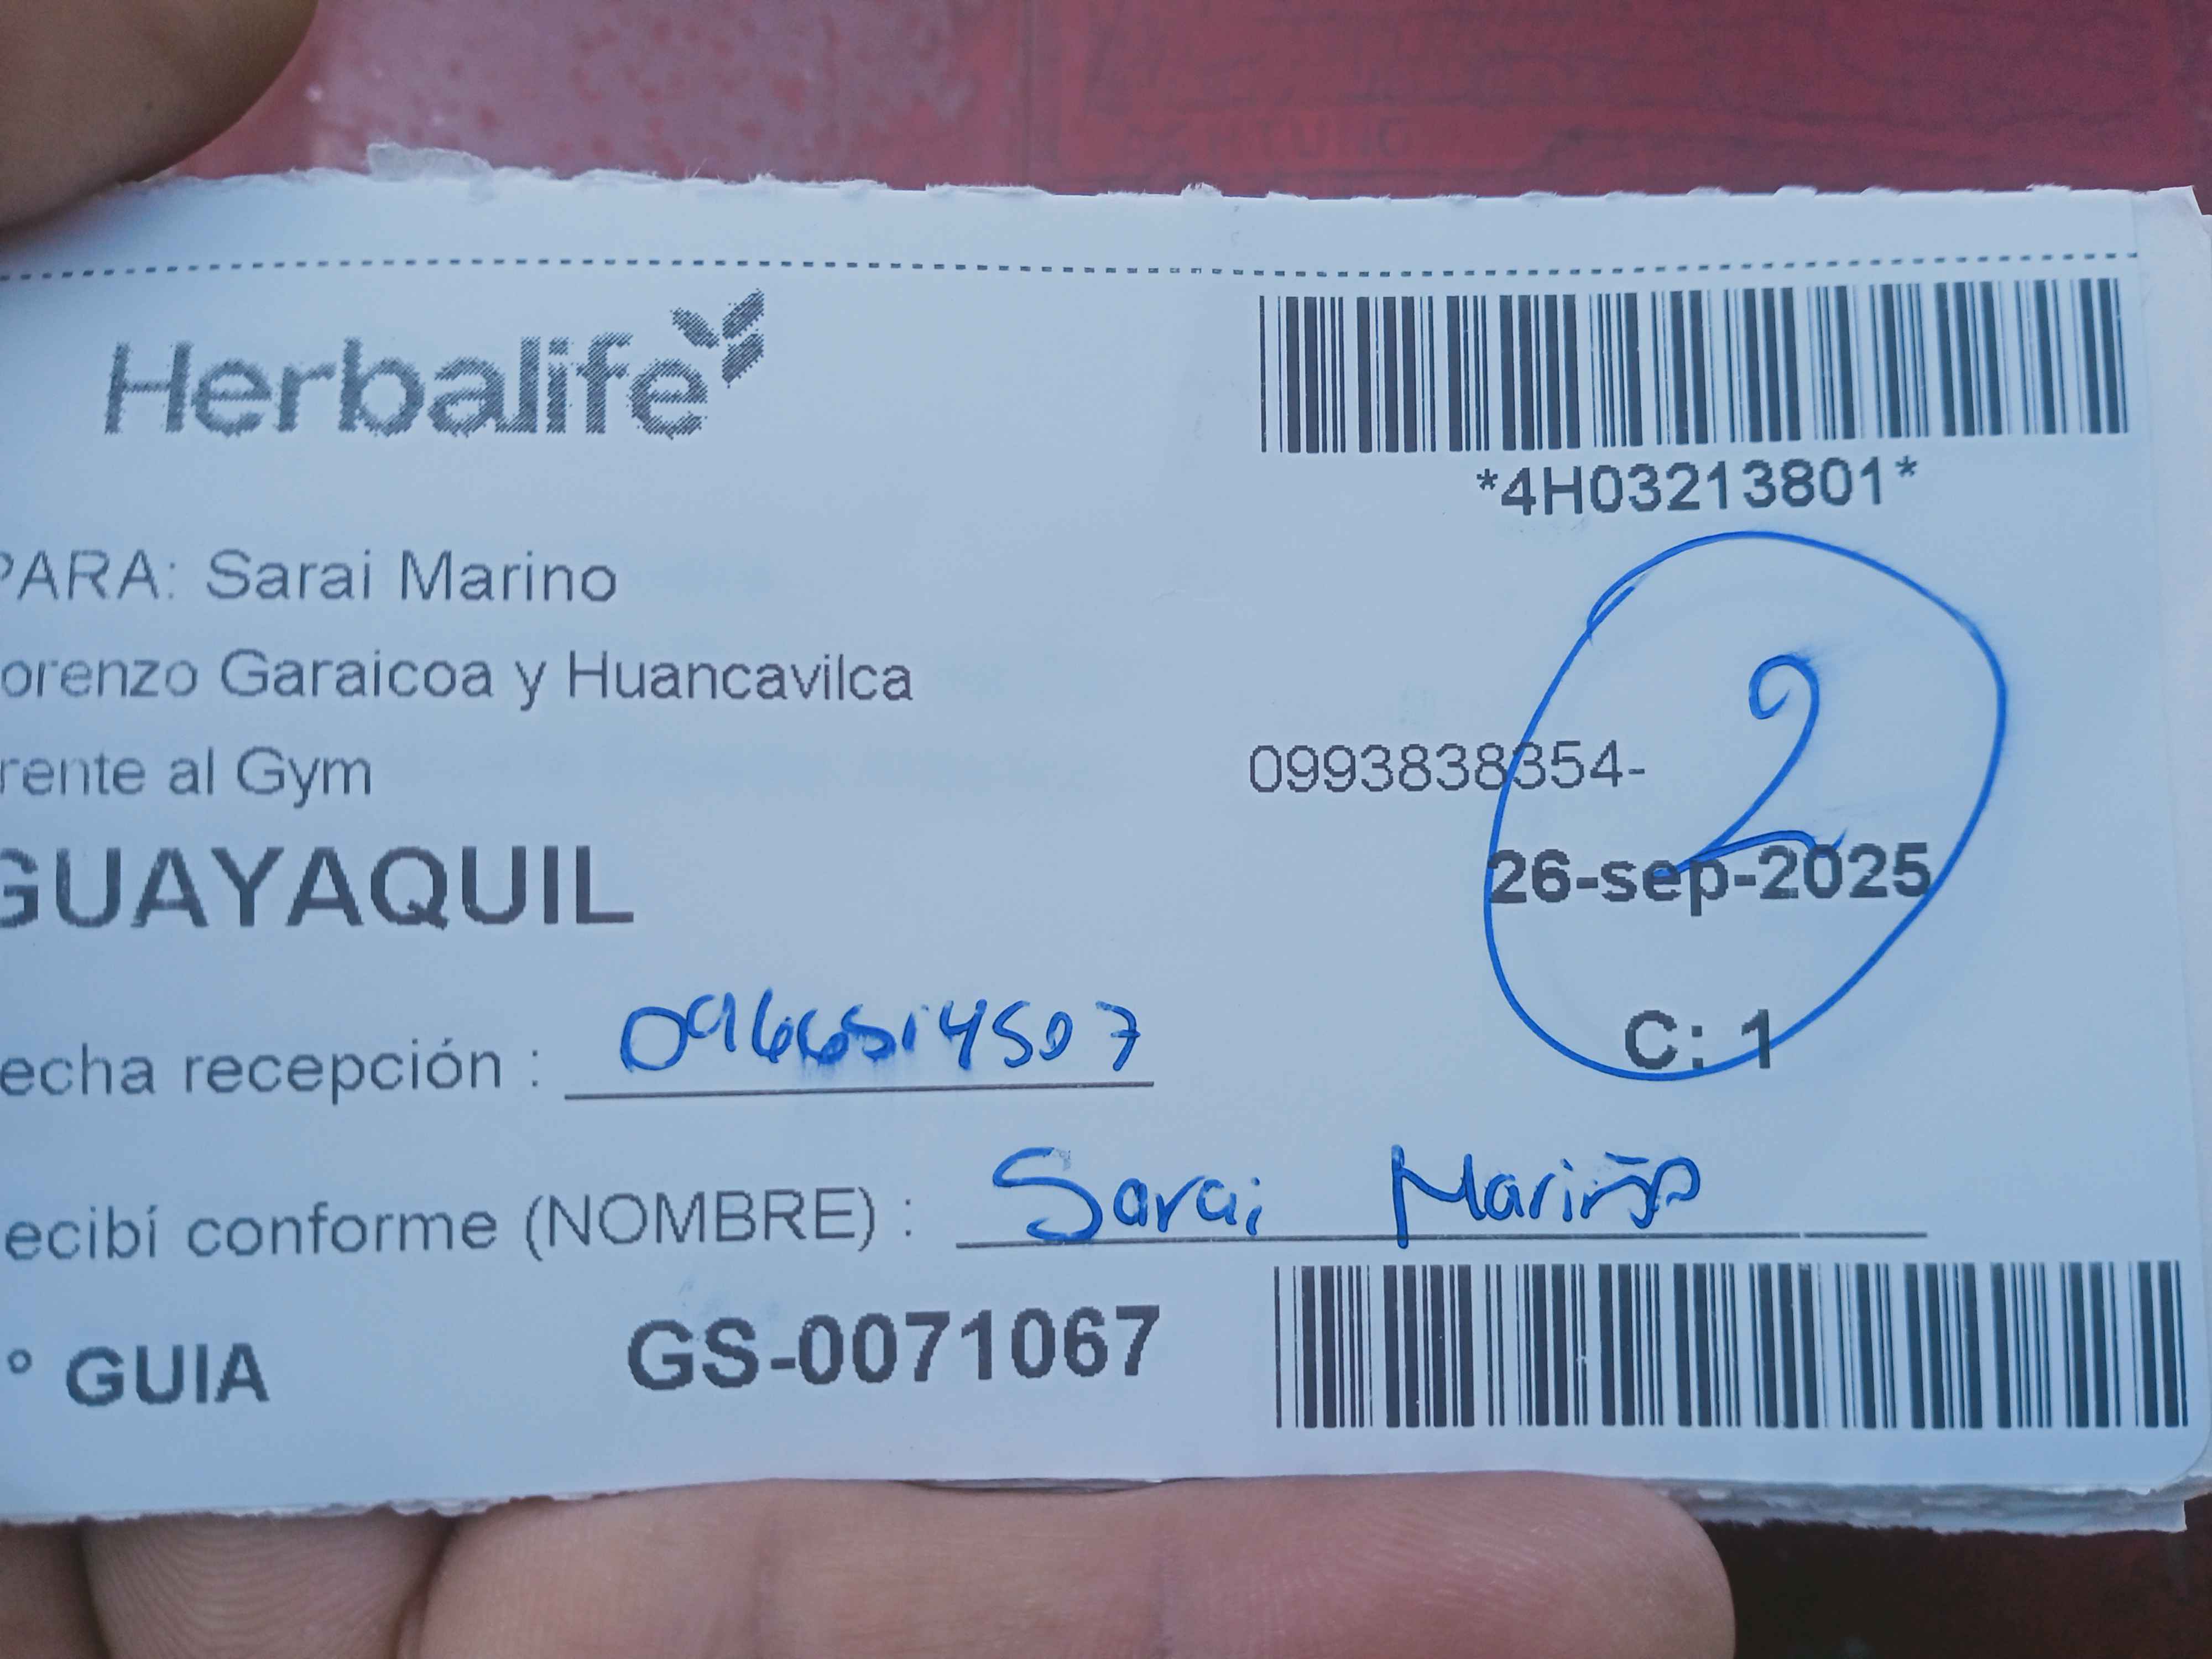 Herbalife
*4H03213801*
PARA: Sarai Marino
orenzo Garaicoa y Huancavilca
rente al Gym 0993838354-
2
GUAYAQUIL 26-sep-2025
C: 1
echa recepción : 0966514507
ecibí conforme (NOMBRE) : Sarai Mariño
° GUIA GS-0071067